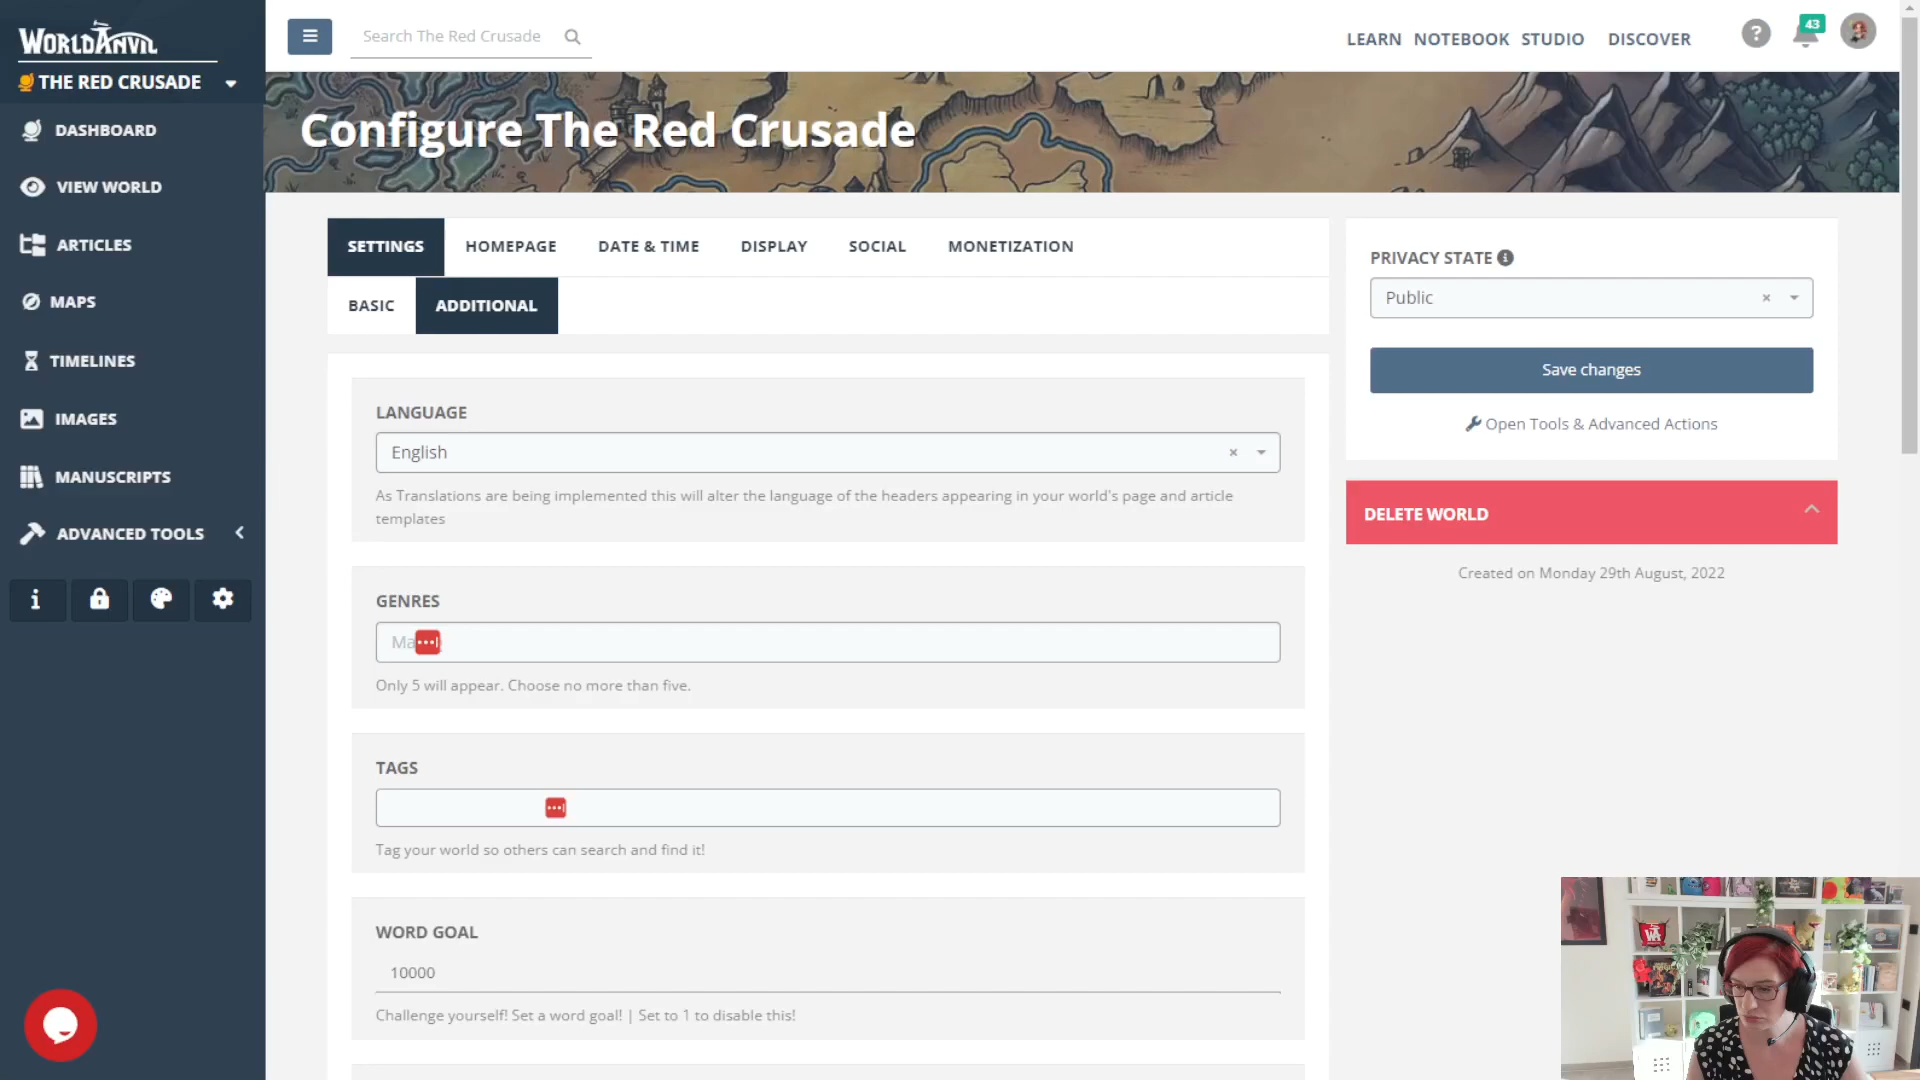 WORLDANVIL
THE RED CRUSADE
DASHBOARD
VIEW WORLD
ARTICLES
MAPS
TIMELINES
IMAGES
MANUSCRIPTS
ADVANCED TOOLS
Search The Red Crusade
LEARN NOTEBOOK STUDIO DISCOVER
? 43
Configure The Red Crusade
SETTINGS HOMEPAGE DATE & TIME DISPLAY SOCIAL MONETIZATION
BASIC ADDITIONAL
LANGUAGE
English
As Translations are being implemented this will alter the language of the headers appearing in your world's page and article
templates
GENRES
Only 5 will appear. Choose no more than five.
TAGS
Tag your world so others can search and find it!
WORD GOAL
10000
Challenge yourself! Set a word goal! | Set to 1 to disable this!
PRIVACY STATE
Public
Save changes
Open Tools & Advanced Actions
DELETE WORLD
Created on Monday 29th August, 2022
WA